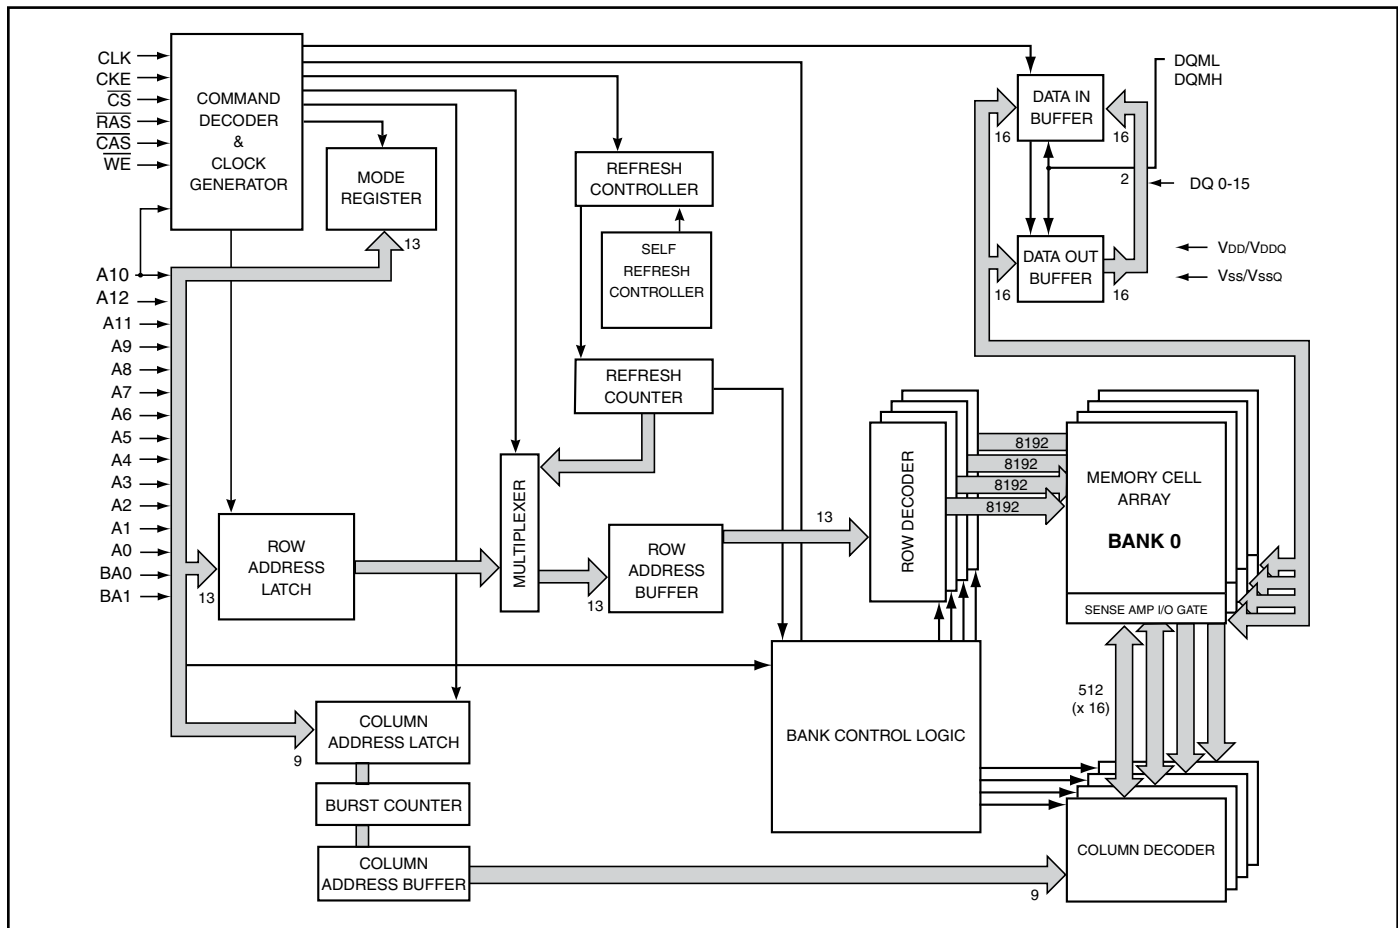 CLK
CKE
CS
RAS
CAS
WE
COMMAND
DECODER
&
CLOCK
GENERATOR
MODE
REGISTER
13
REFRESH
CONTROLLER
SELF
REFRESH
CONTROLLER
REFRESH
COUNTER
DATA IN
BUFFER
16
16
DQML
DQMH
2
DQ 0-15
DATA OUT
BUFFER
16
16
VDD/VDDQ
Vss/VssQ
A10
A12
A11
A9
A8
A7
A6
A5
A4
A3
A2
A1
A0
BA0
BA1
13
ROW
ADDRESS
LATCH
MULTIPLEXER
13
ROW
ADDRESS
BUFFER
13
ROW DECODER
8192
8192
8192
8192
MEMORY CELL
ARRAY
BANK 0
SENSE AMP I/O GATE
512
(x 16)
BANK CONTROL LOGIC
9
COLUMN
ADDRESS LATCH
BURST COUNTER
COLUMN
ADDRESS BUFFER
9
COLUMN DECODER